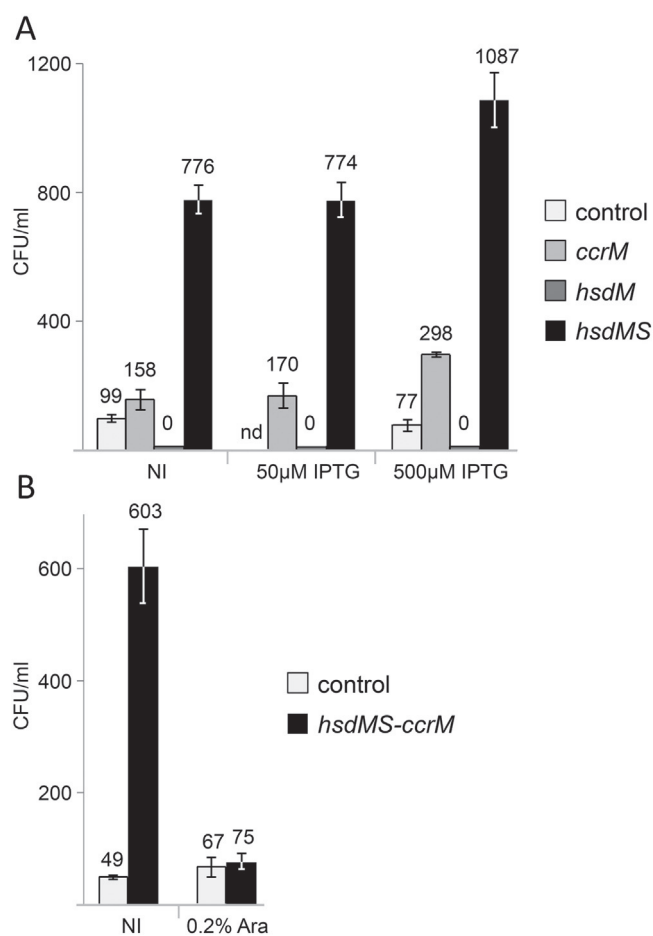 A
1200
800
400
CFU/ml
99
158
0
776
nd
170
0
774
77
298
0
1087
NI
50µM IPTG
500µM IPTG
control
ccrM
hsdM
hsdMS
B
600
400
200
CFU/ml
49
603
67
75
NI
0.2% Ara
control
hsdMS-ccrM